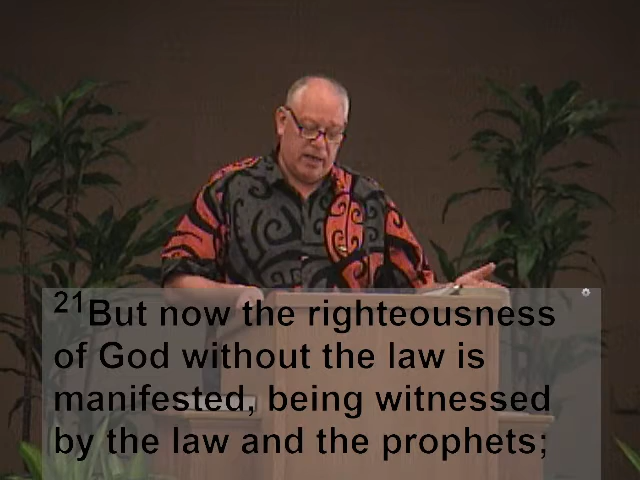 21But now the righteousness
of God without the law is
manifested, being witnessed
by the law and the prophets;